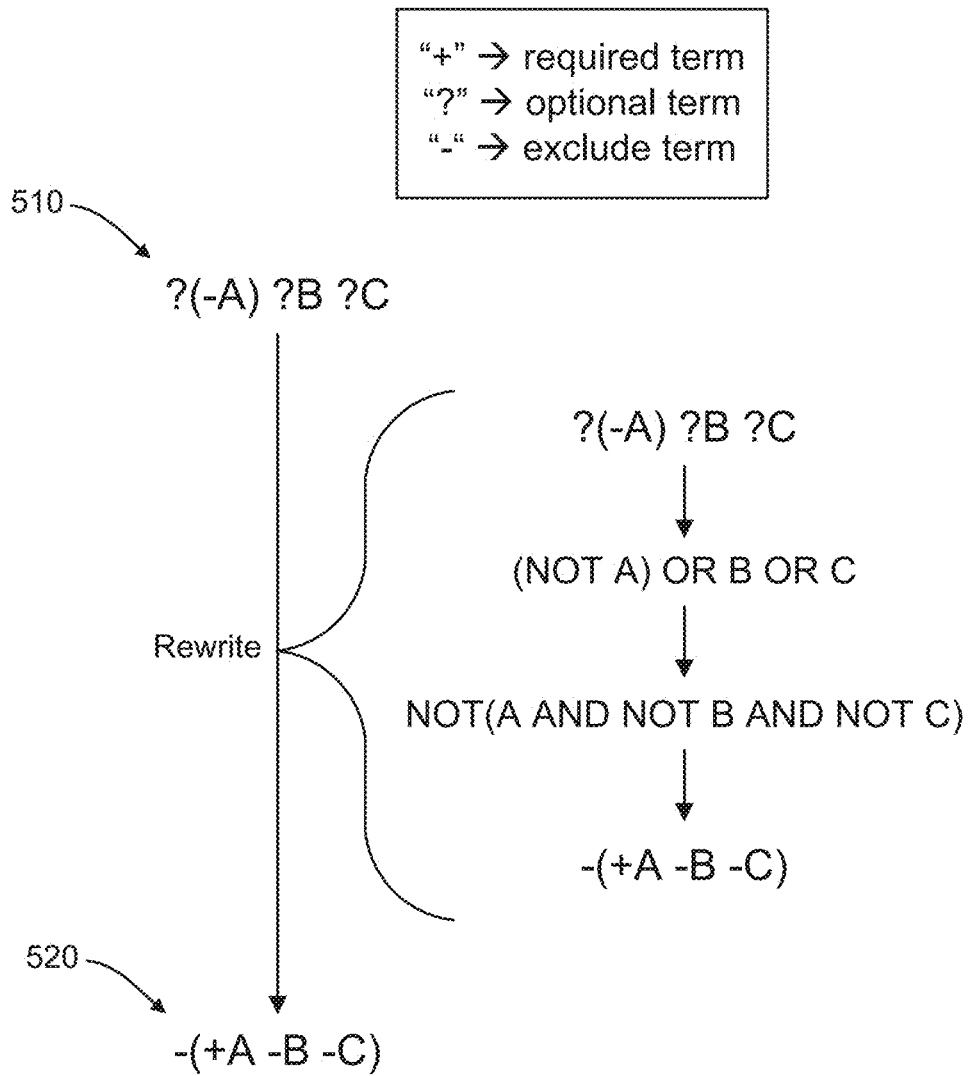 “+” → required term
“?” → optional term
“-“ → exclude term
510
?(-A) ?B ?C
?(-A) ?B ?C
(NOT A) OR B OR C
Rewrite
NOT(A AND NOT B AND NOT C)
-(+A -B -C)
520
-(+A -B -C)